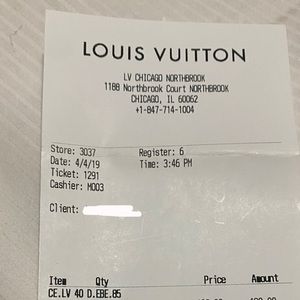 LOUIS VUITTON
LV CHICAGO NORTHBROOK
1188 Northbrook Court NORTHBROOK
CHICAGO, IL 60062
+1-847-714-1004
Store: 3037 Register: 6
Date: 4/4/19 Time: 3:46 PM
Ticket: 1291
Cashier: M003
Client:
Item Qty Price Amount
CE.LV 40 D.EBE.85